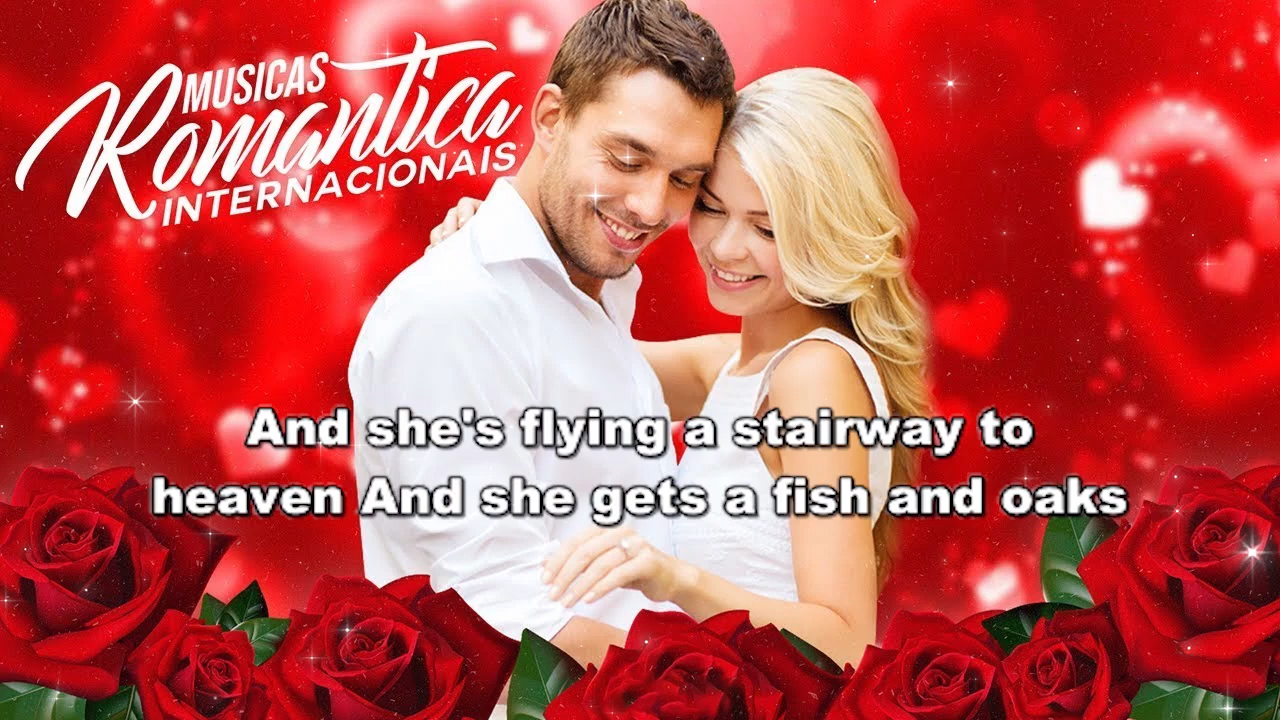 MUSICAS
Romantica
INTERNACIONAIS
And she's flying a stairway to
heaven And she gets a fish and oaks